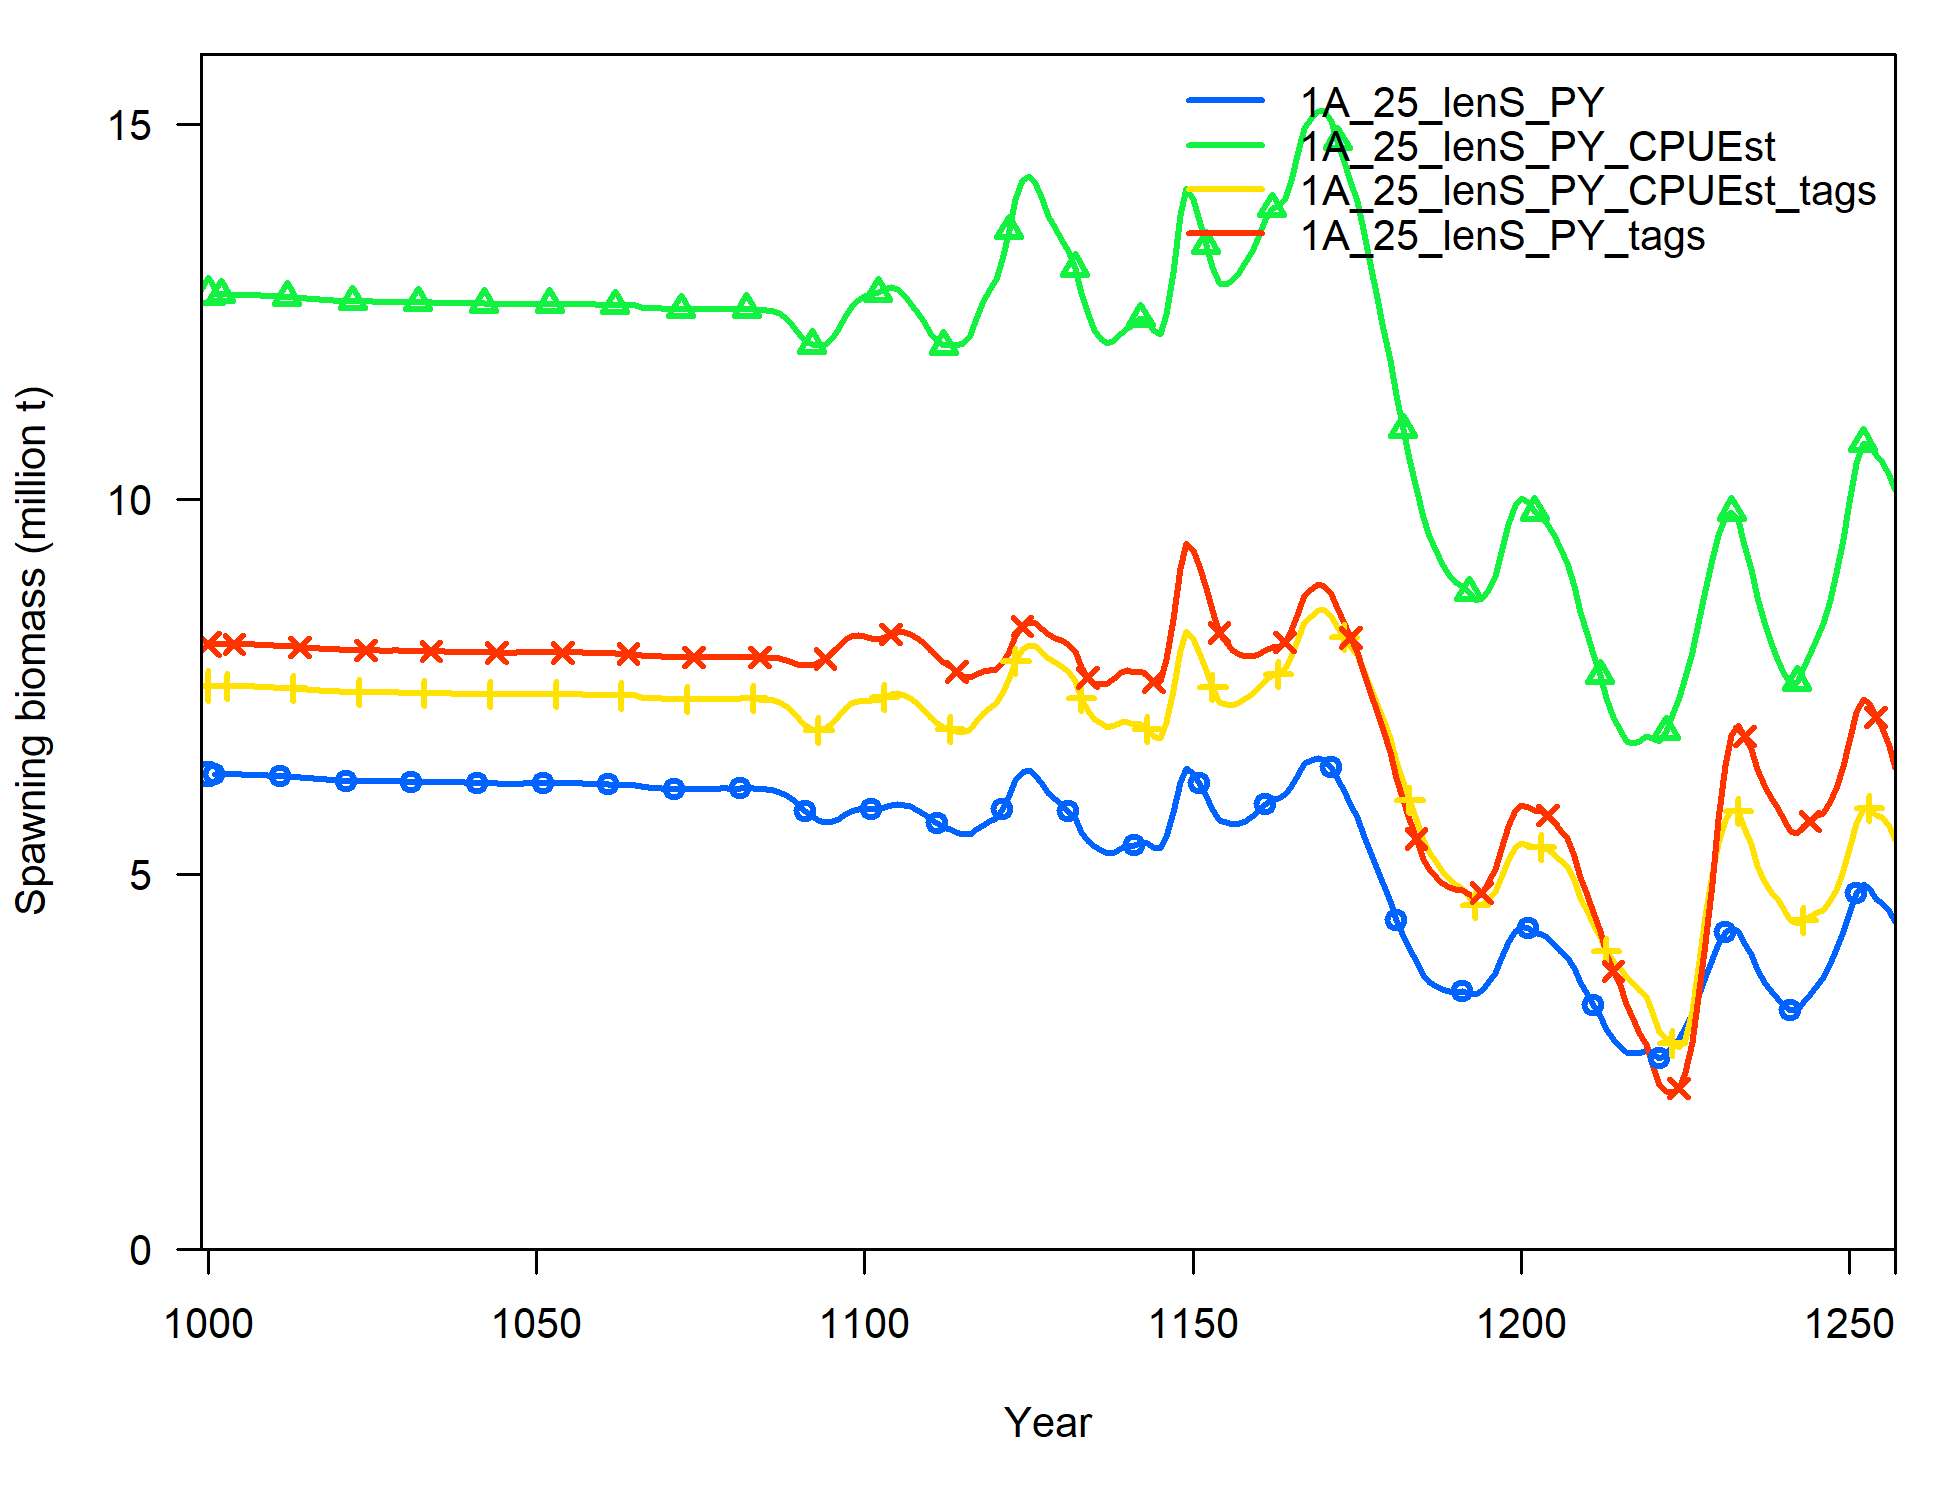 1A_25_lenS_PY
1A_25_lenS_PY_CPUEst
1A_25_lenS_PY_CPUEst_tags
1A_25_lenS_PY_tags
15
10
5
0
Spawning biomass (million t)
1000 1050 1100 1150 1200 1250
Year